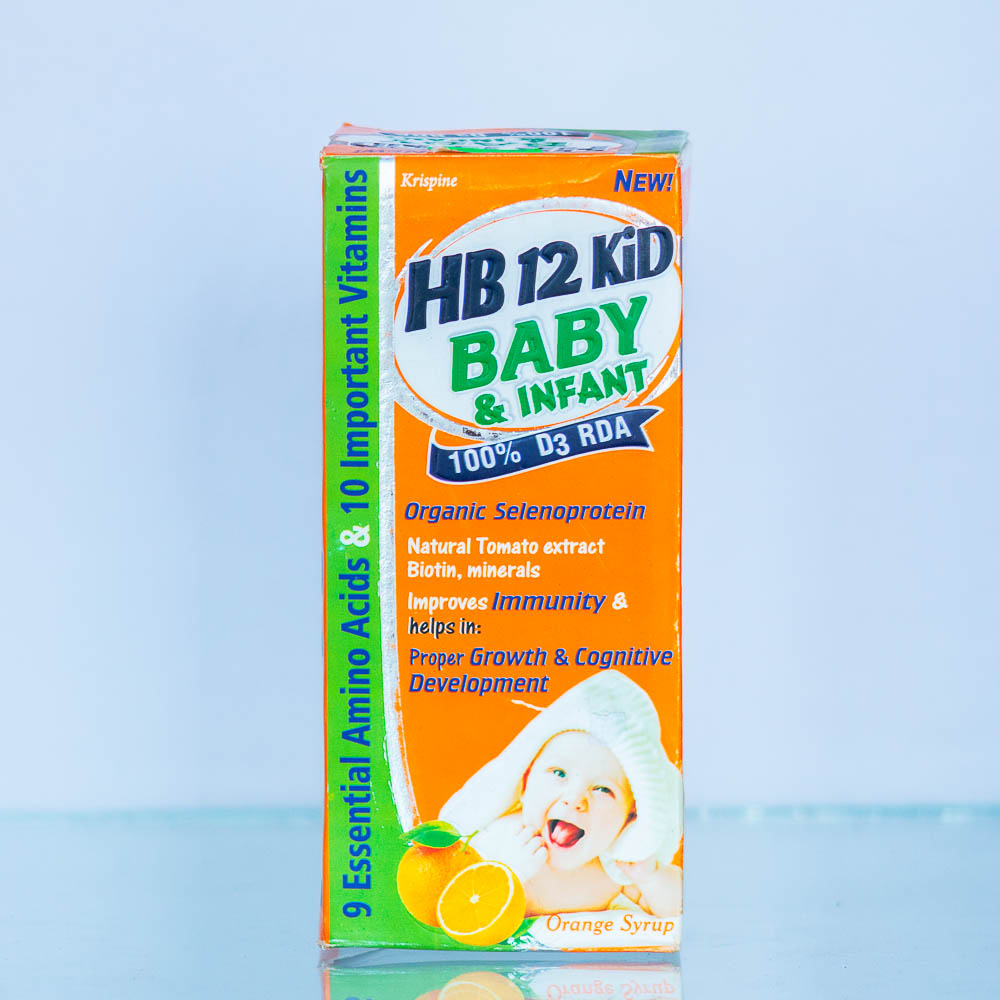 Krispine
NEW!
HB 12 KiD
BABY
& INFANT
100% D3 RDA
Organic Selenoprotein
Natural Tomato extract
Biotin, minerals
Improves Immunity &
helps in:
Proper Growth & Cognitive
Development
Orange Syrup
9 Essential Amino Acids & 10 Important Vitamins